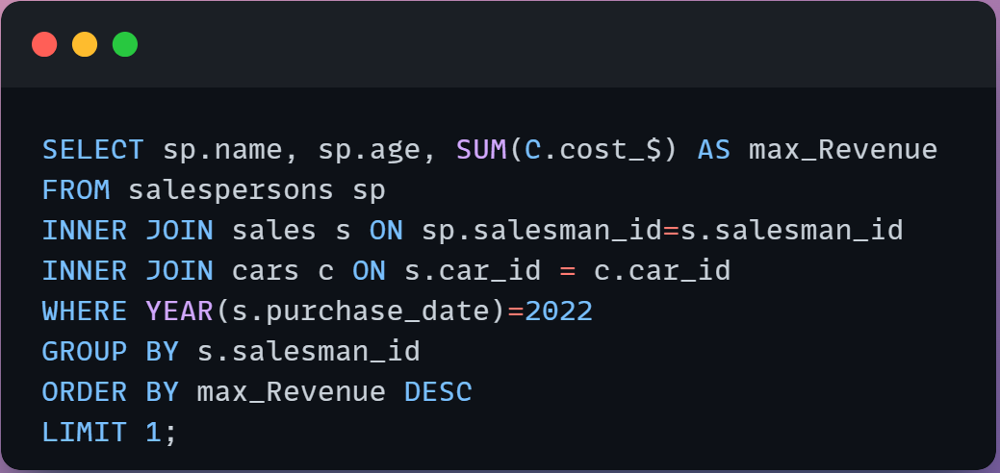 SELECT sp.name, sp.age, SUM(C.cost_$) AS max_Revenue
FROM salespersons sp
INNER JOIN sales s ON sp.salesman_id=s.salesman_id
INNER JOIN cars c ON s.car_id = c.car_id
WHERE YEAR(s.purchase_date)=2022
GROUP BY s.salesman_id
ORDER BY max_Revenue DESC
LIMIT 1;